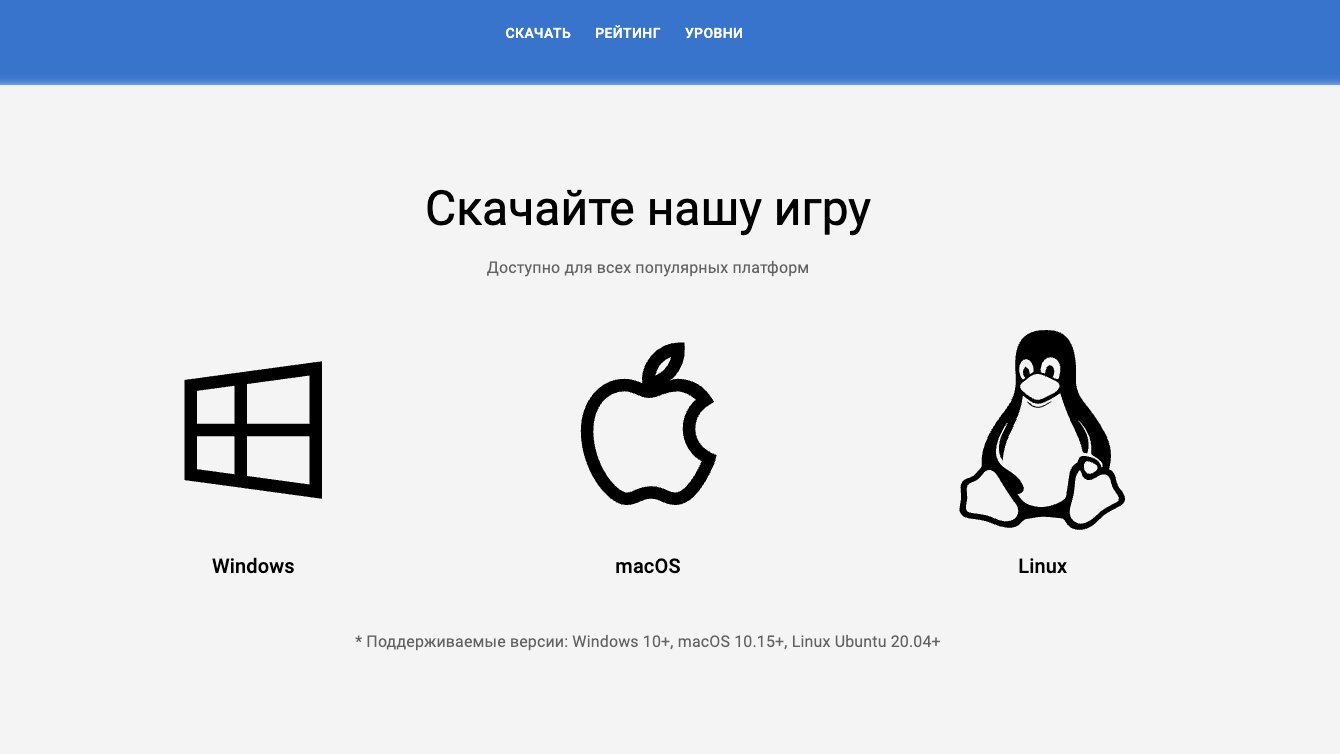 СКАЧАТЬ РЕЙТИНГ УРОВНИ
Скачайте нашу игру
Доступно для всех популярных платформ
Windows macOS Linux
* Поддерживаемые версии: Windows 10+, macOS 10.15+, Linux Ubuntu 20.04+